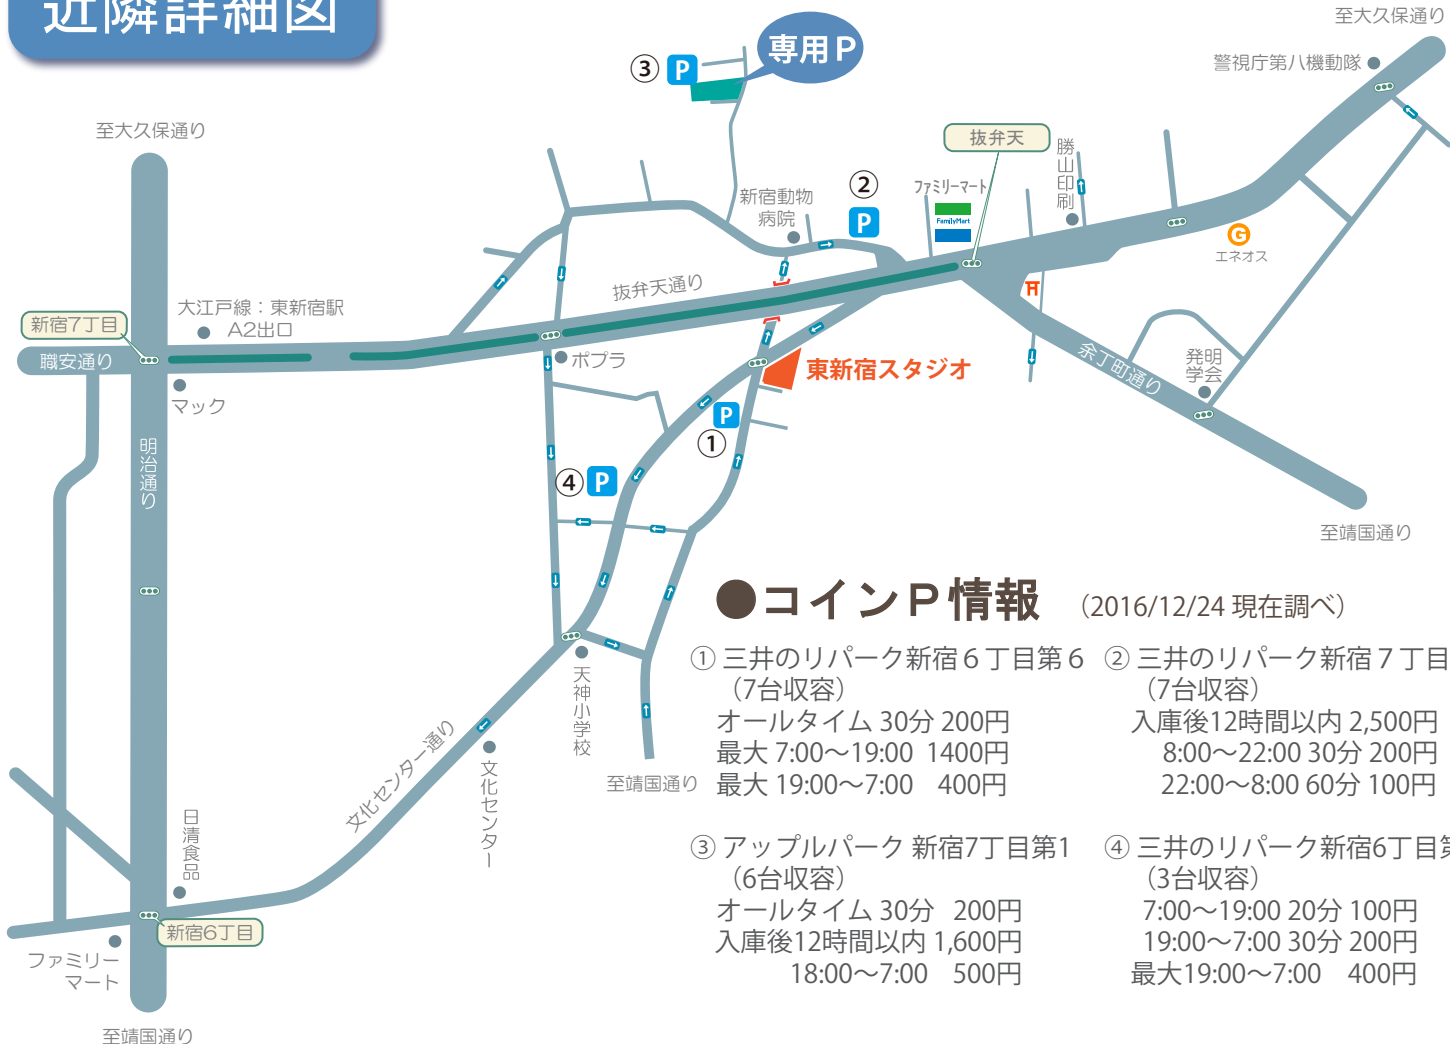 近隣詳細図
至大久保通り
警視庁第八機動隊
専用P
③ P
至大久保通り
抜弁天
勝山印刷
② P
ファミリーマート
FamilyMart
新宿動物
病院
G
エネオス
抜弁天通り
大江戸線：東新宿駅
A2出口
新宿7丁目
職安通り
ポプラ
東新宿スタジオ
余丁町通り
発明
学会
マック
P
①
明治通り
④ P
至靖国通り
●コインP情報 （2016/12/24 現在調べ）
① 三井のリパーク新宿６丁目第６
（7台収容）
オールタイム 30分 200円
最大 7:00〜19:00 1400円
最大 19:00〜7:00 400円
② 三井のリパーク新宿７丁目
（7台収容）
入庫後12時間以内 2,500円
8:00〜22:00 30分 200円
22:00〜8:00 60分 100円
天神小学校
文化センター通り
文化センター
至靖国通り
日清食品
③ アップルパーク 新宿7丁目第1
（6台収容）
オールタイム 30分 200円
入庫後12時間以内 1,600円
18:00〜7:00 500円
④ 三井のリパーク新宿6丁目第
（3台収容）
7:00〜19:00 20分 100円
19:00〜7:00 30分 200円
最大19:00〜7:00 400円
新宿6丁目
ファミリー
マート
至靖国通り